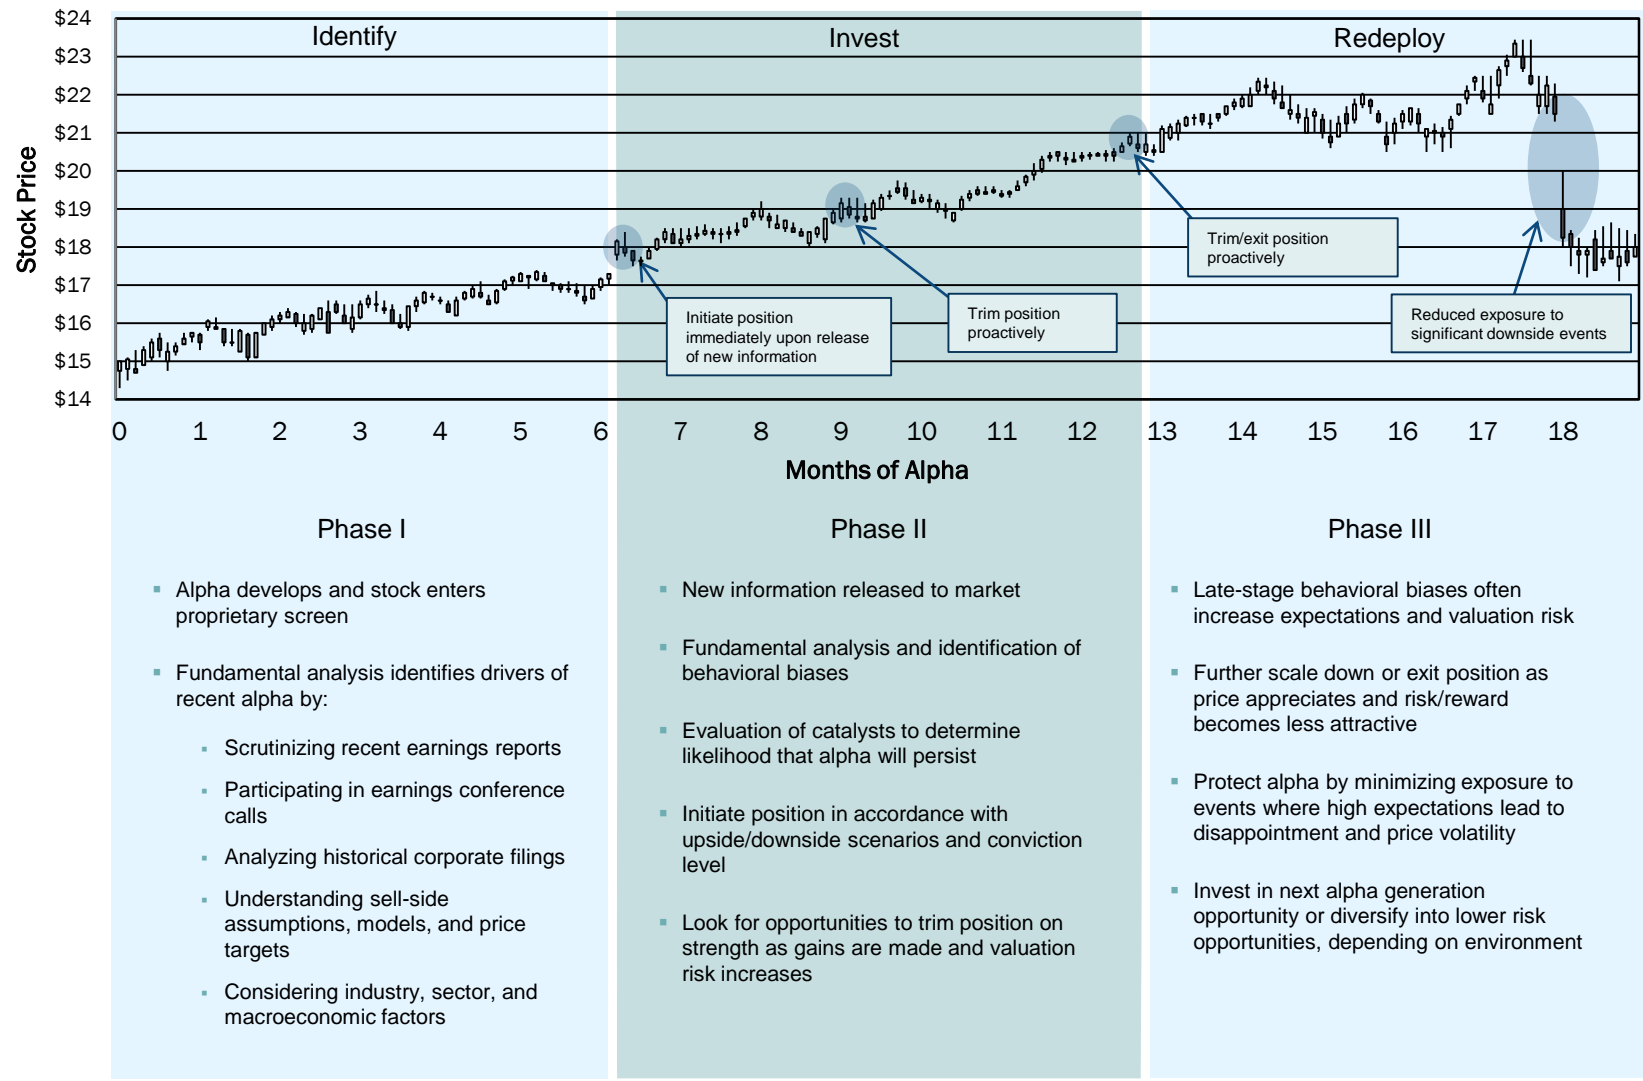 Identify
Invest
Redeploy
$24
$23
$22
$21
$20
$19
$18
$17
$16
$15
$14
Stock Price
Initiate position
immediately upon release
of new information
Trim position
proactively
Trim/exit position
proactively
Reduced exposure to
significant downside events
0 1 2 3 4 5 6 7 8 9 10 11 12 13 14 15 16 17 18
Months of Alpha
Phase I
▪ Alpha develops and stock enters
proprietary screen
▪ Fundamental analysis identifies drivers of
recent alpha by:
▪ Scrutinizing recent earnings reports
▪ Participating in earnings conference
calls
▪ Analyzing historical corporate filings
▪ Understanding sell-side
assumptions, models, and price
targets
▪ Considering industry, sector, and
macroeconomic factors
Phase II
▪ New information released to market
▪ Fundamental analysis and identification of
behavioral biases
▪ Evaluation of catalysts to determine
likelihood that alpha will persist
▪ Initiate position in accordance with
upside/downside scenarios and conviction
level
▪ Look for opportunities to trim position on
strength as gains are made and valuation
risk increases
Phase III
▪ Late-stage behavioral biases often
increase expectations and valuation risk
▪ Further scale down or exit position as
price appreciates and risk/reward
becomes less attractive
▪ Protect alpha by minimizing exposure to
events where high expectations lead to
disappointment and price volatility
▪ Invest in next alpha generation
opportunity or diversify into lower risk
opportunities, depending on environment